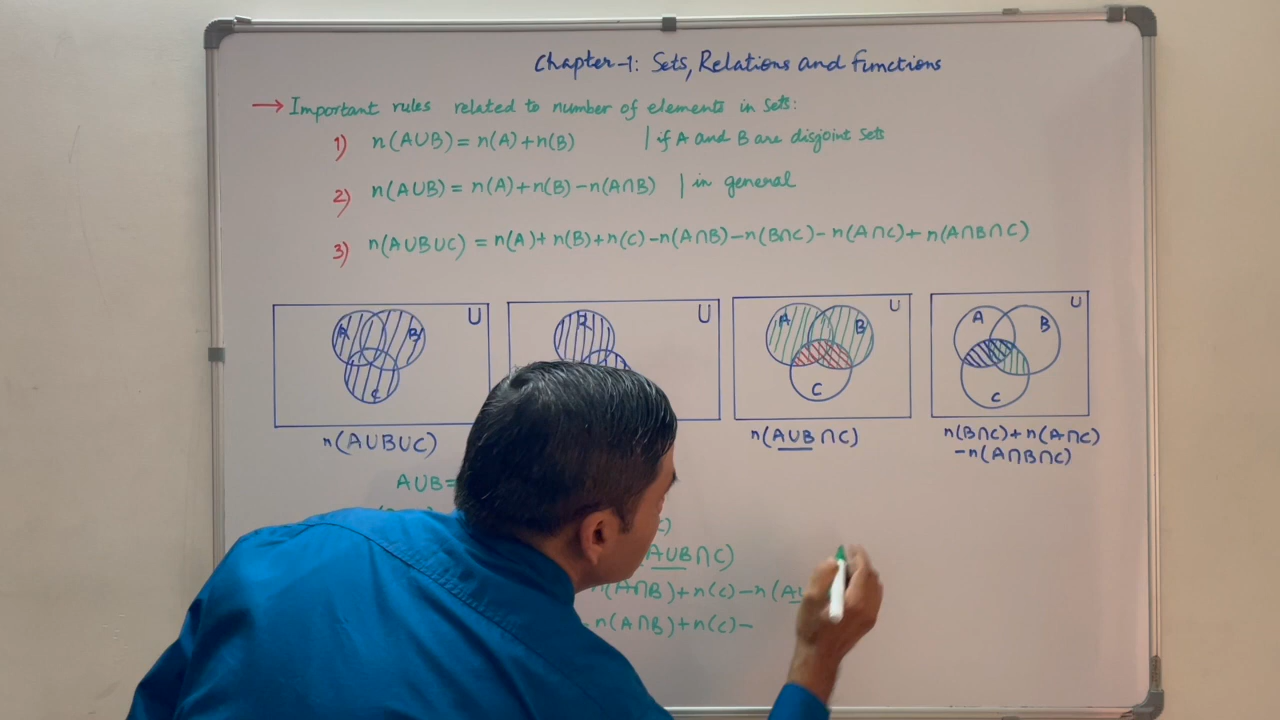 Chapter-1: Sets, Relations and Functions
→ Important rules related to number of elements in sets:
1) n(A∪B) = n(A)+n(B) | if A and B are disjoint sets
2) n(A∪B) = n(A)+n(B)-n(A∩B) | in general
3) n(A∪B∪C) = n(A)+n(B)+n(C)-n(A∩B)-n(B∩C)-n(A∩C)+n(A∩B∩C)
A B C U
U
A B C U
A B C U
n(A∪B∪C)
n(A∪B∩C)
n(B∩C)+n(A∩C)
-n(A∩B∩C)
A∪B=
A∪B∩C)
n(A∩B)+n(C)-n(
-n(A∩B)+n(C)-